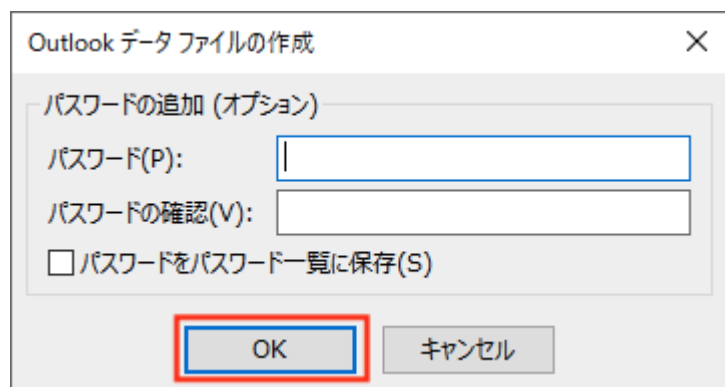 Outlook データ ファイルの作成
パスワードの追加 (オプション)
パスワード(P):
パスワードの確認(V):
パスワードをパスワード一覧に保存(S)
OK キャンセル